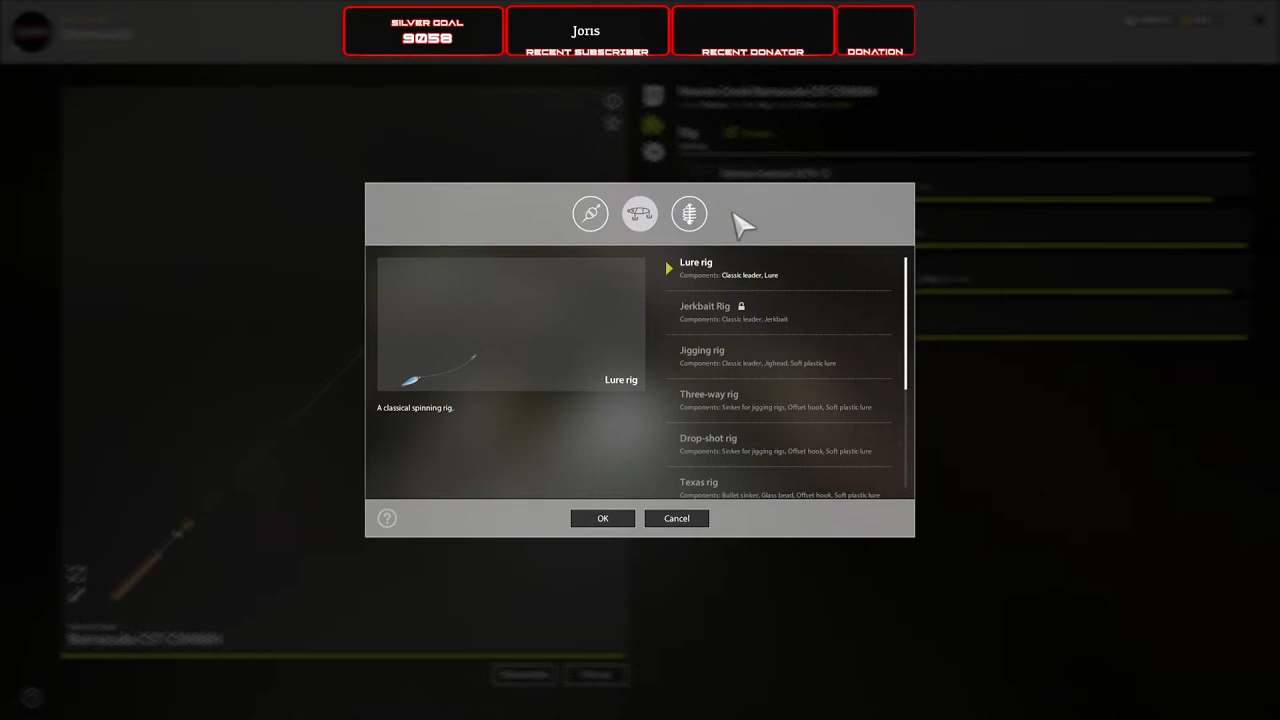 SILVER GOAL
9058
Joris
RECENT SUBSCRIBER
RECENT DONATOR
DONATION
Lure rig
Components: Classic leader, Lure
Jerkbait Rig
Components: Classic leader, Jerkbait
Jigging rig
Components: Classic leader, Jighead, Soft plastic lure
Three-way rig
Components: Sinker for jigging rigs, Offset hook, Soft plastic lure
Drop-shot rig
Components: Sinker for jigging rigs, Offset hook, Soft plastic lure
Texas rig
Components: Bullet sinker, Glass bead, Offset hook, Soft plastic lure
Lure rig
A classical spinning rig.
?
OK
Cancel